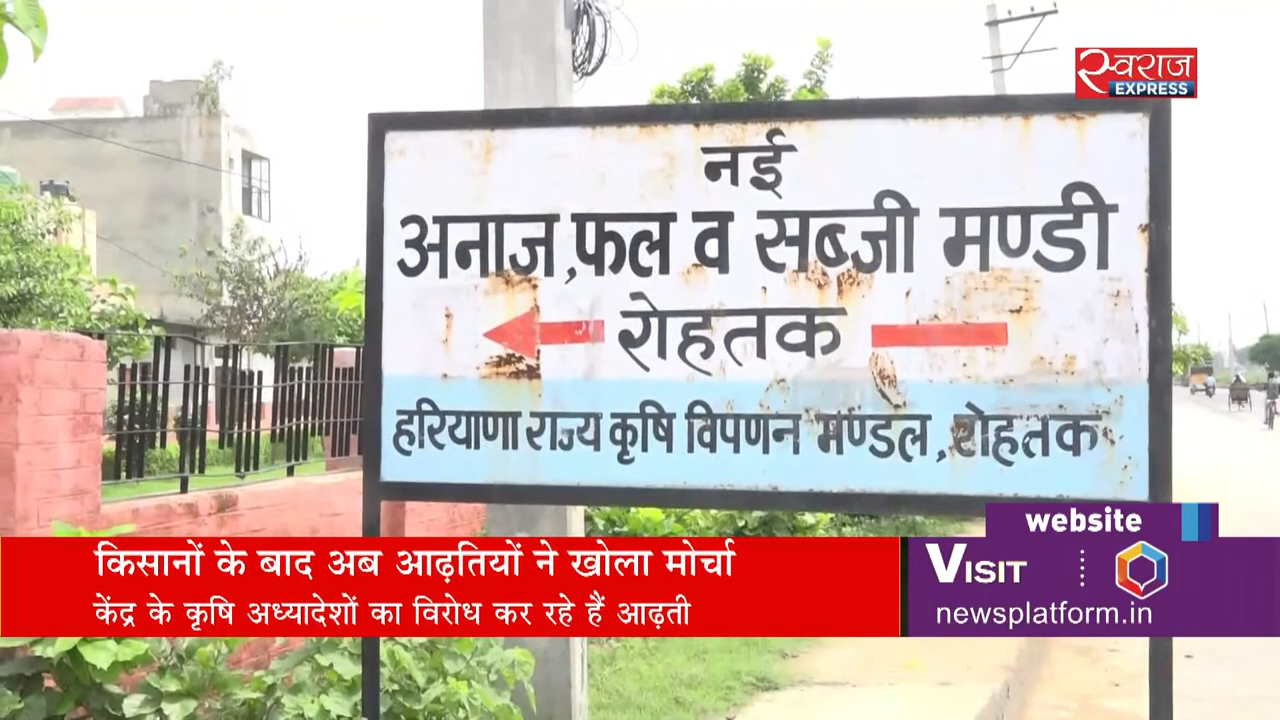 स्वराज
EXPRESS
नई
अनाज,फल व सब्जी मण्डी
रोहतक
हरियाणा राज्य कृषि विपणन मण्डल,रोहतक
website
किसानों के बाद अब आढ़तियों ने खोला मोर्चा
केंद्र के कृषि अध्यादेशों का विरोध कर रहे हैं आढ़ती
VISIT
newsplatform.in